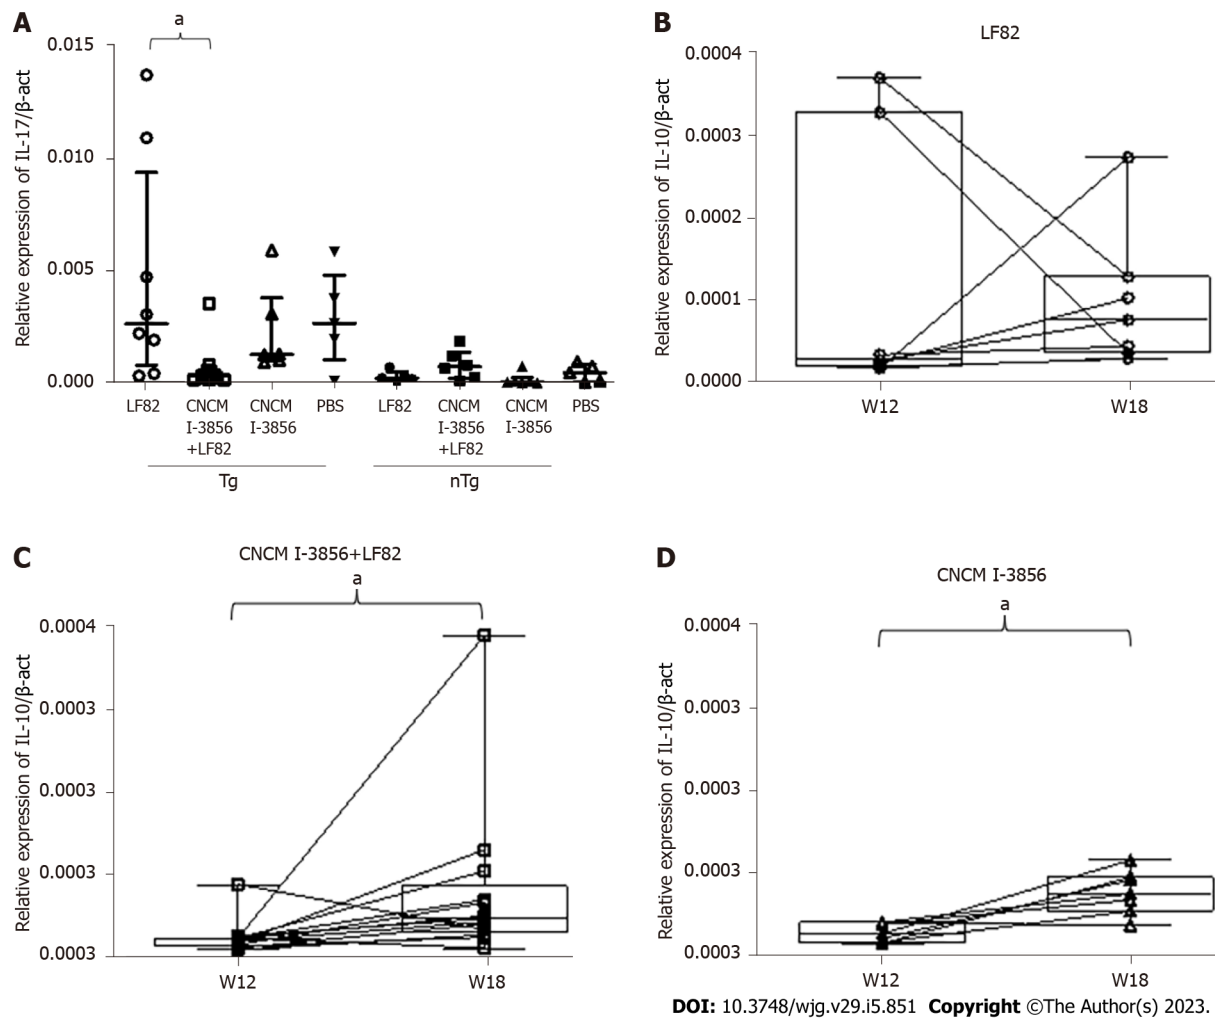 A
a
Relative expression of IL-17/β-act
0.015
0.010
0.005
0.000
LF82
CNCM
I-3856
+LF82
CNCM
I-3856
PBS
LF82
CNCM
I-3856
+LF82
CNCM
I-3856
PBS
Tg
nTg
B
LF82
Relative expression of IL-10/β-act
0.0004
0.0003
0.0002
0.0001
0.0000
W12
W18
C
CNCM I-3856+LF82
a
Relative expression of IL-10/β-act
0.0004
0.0003
0.0003
0.0003
0.0003
W12
W18
D
CNCM I-3856
a
Relative expression of IL-10/β-act
0.0004
0.0003
0.0003
0.0003
0.0003
W12
W18
DOI: 10.3748/wjg.v29.i5.851 Copyright ©The Author(s) 2023.